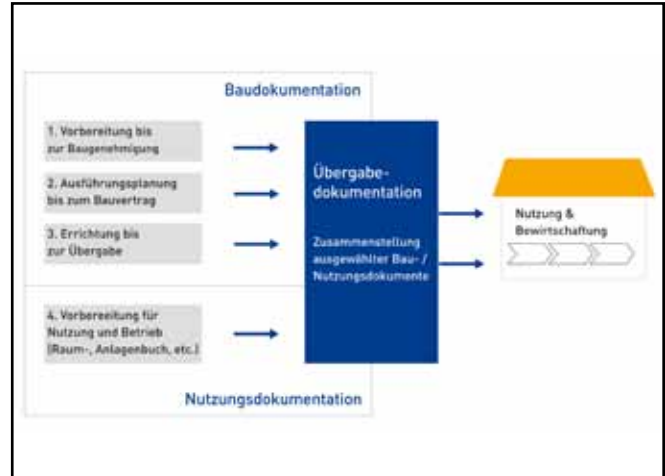 Baudokumentation
1. Vorbereitung bis
zur Baugenehmigung
2. Ausführungsplanung
bis zum Bauvertrag
3. Errichtung bis
zur Übergabe
4. Vorbereeitung für
Nutzung und Betrieb
(Raum-, Anlagenbuch, etc.)
Nutzungsdokumentation
Übergabe-
dokumentation
Zusammenstellung
ausgewählter Bau- /
Nutzungsdokumente
Nutzung &
Bewirtschaftung